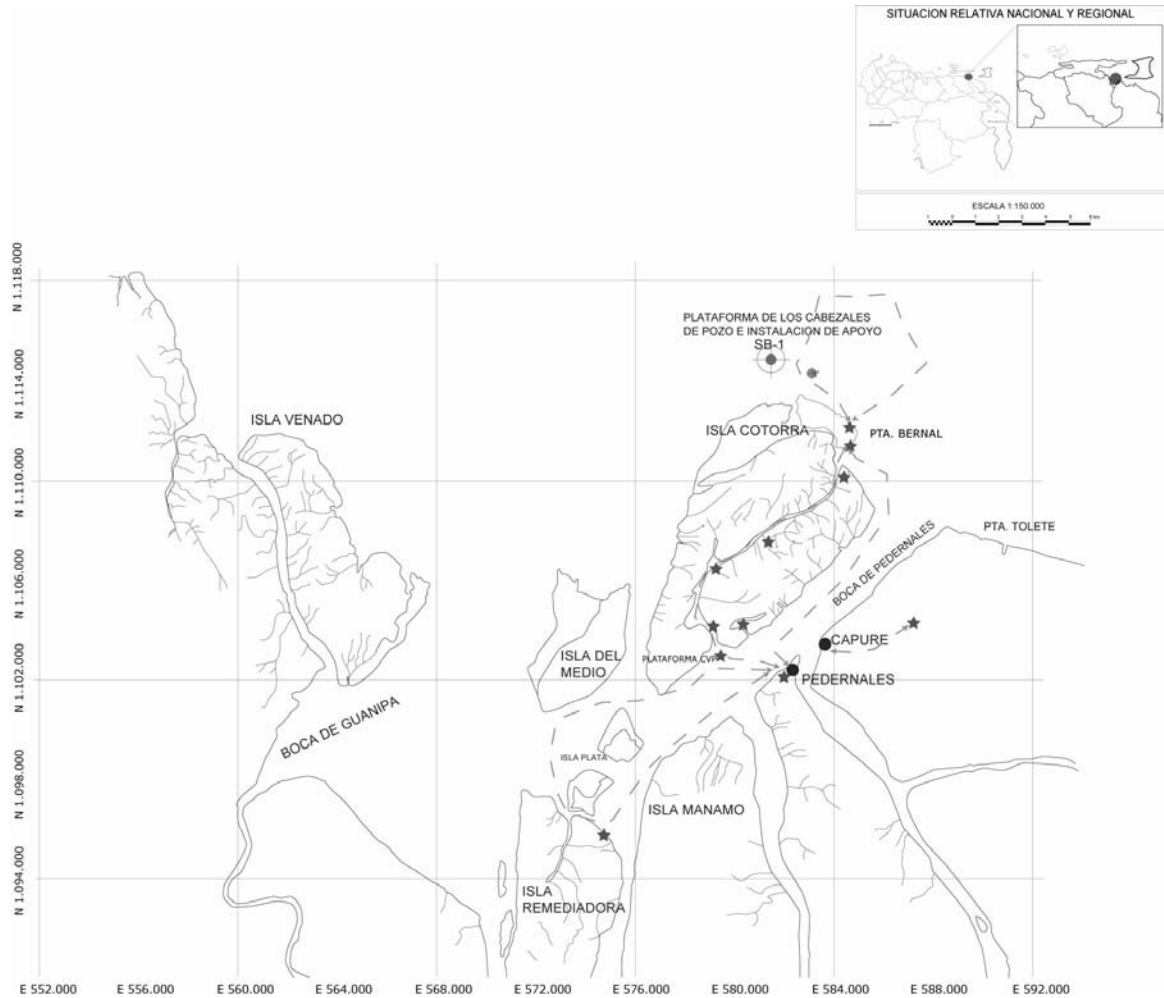 SITUACION RELATIVA NACIONAL Y REGIONAL
ESCALA 1:150 000
N 1.118.000
PLATAFORMA DE LOS CABEZALES
DE POZO E INSTALACION DE APOYO
SB-1
N 1.114.000
ISLA VENADO
ISLA COTORRA
PTA. BERNAL
N 1.110.000
PTA. TOLETE
BOCA DE PEDERNALES
N 1.106.000
CAPURE
ISLA DEL
MEDIO
PLATAFORMA CVP
PEDERNALES
N 1.102.000
BOCA DE GUANIPA
ISLA PLATA
N 1.098.000
ISLA MANAMO
N 1.094.000
ISLA
REMEDIADORA
E 552.000 E 556.000 E 560.000 E 564.000 E 568.000 E 572.000 E 576.000 E 580.000 E 584.000 E 588.000 E 592.000